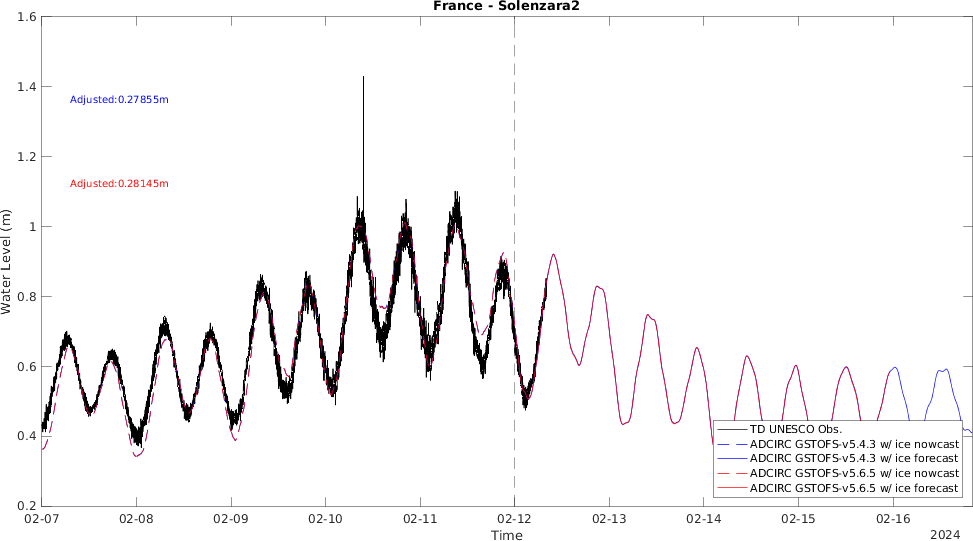 France - Solenzara2
1.6
1.4
1.2
1
0.8
0.6
0.4
0.2
Water Level (m)
Adjusted:0.27855m
Adjusted:0.28145m
TD UNESCO Obs.
ADCIRC GSTOFS-v5.4.3 w/ ice nowcast
ADCIRC GSTOFS-v5.4.3 w/ ice forecast
ADCIRC GSTOFS-v5.6.5 w/ ice nowcast
ADCIRC GSTOFS-v5.6.5 w/ ice forecast
02-07 02-08 02-09 02-10 02-11 02-12 02-13 02-14 02-15 02-16
Time
2024